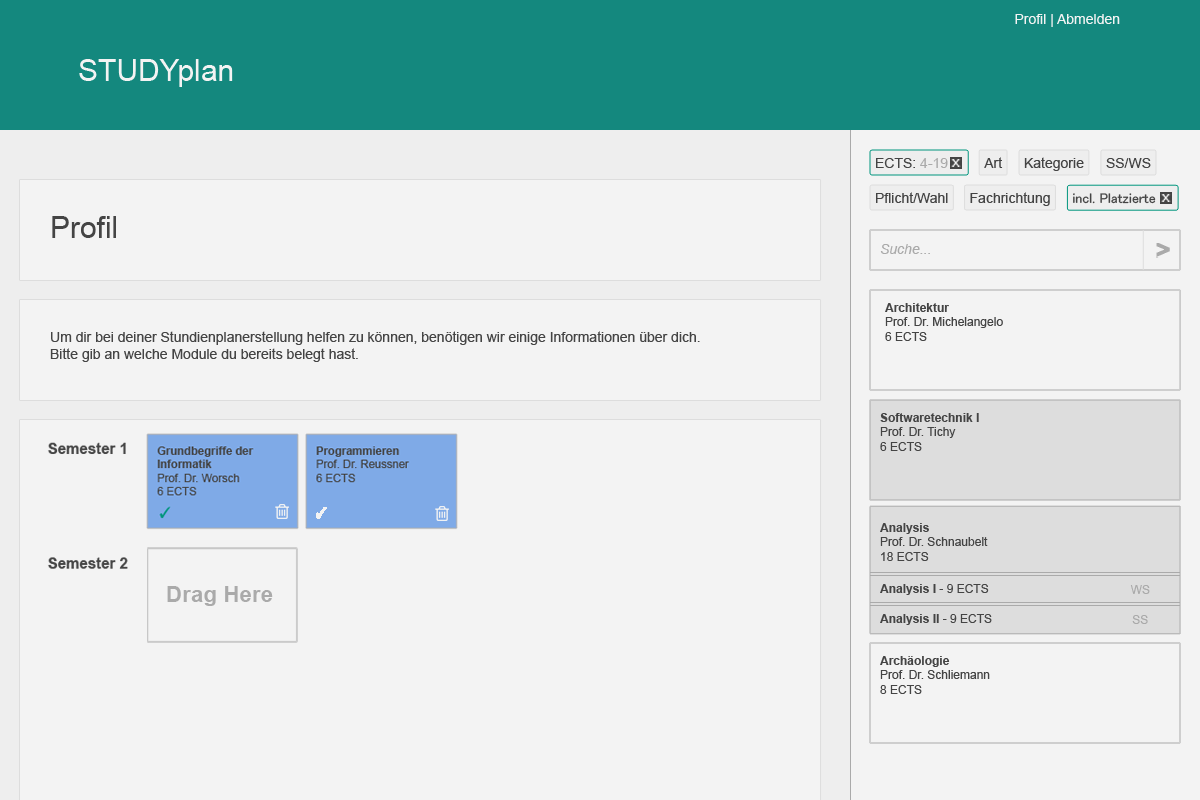 Profil | Abmelden
STUDYplan
Profil
Um dir bei deiner Stundienplanerstellung helfen zu können, benötigen wir einige Informationen über dich.
Bitte gib an welche Module du bereits belegt hast.
Semester 1
Grundbegriffe der
Informatik
Prof. Dr. Worsch
6 ECTS
Programmieren
Prof. Dr. Reussner
6 ECTS
Semester 2
Drag Here
ECTS: 4-19 Art Kategorie SS/WS
Pflicht/Wahl Fachrichtung incl. Platzierte
Suche... >
Architektur
Prof. Dr. Michelangelo
6 ECTS
Softwaretechnik I
Prof. Dr. Tichy
6 ECTS
Analysis
Prof. Dr. Schnaubelt
18 ECTS
Analysis I - 9 ECTS WS
Analysis II - 9 ECTS SS
Archäologie
Prof. Dr. Schliemann
8 ECTS